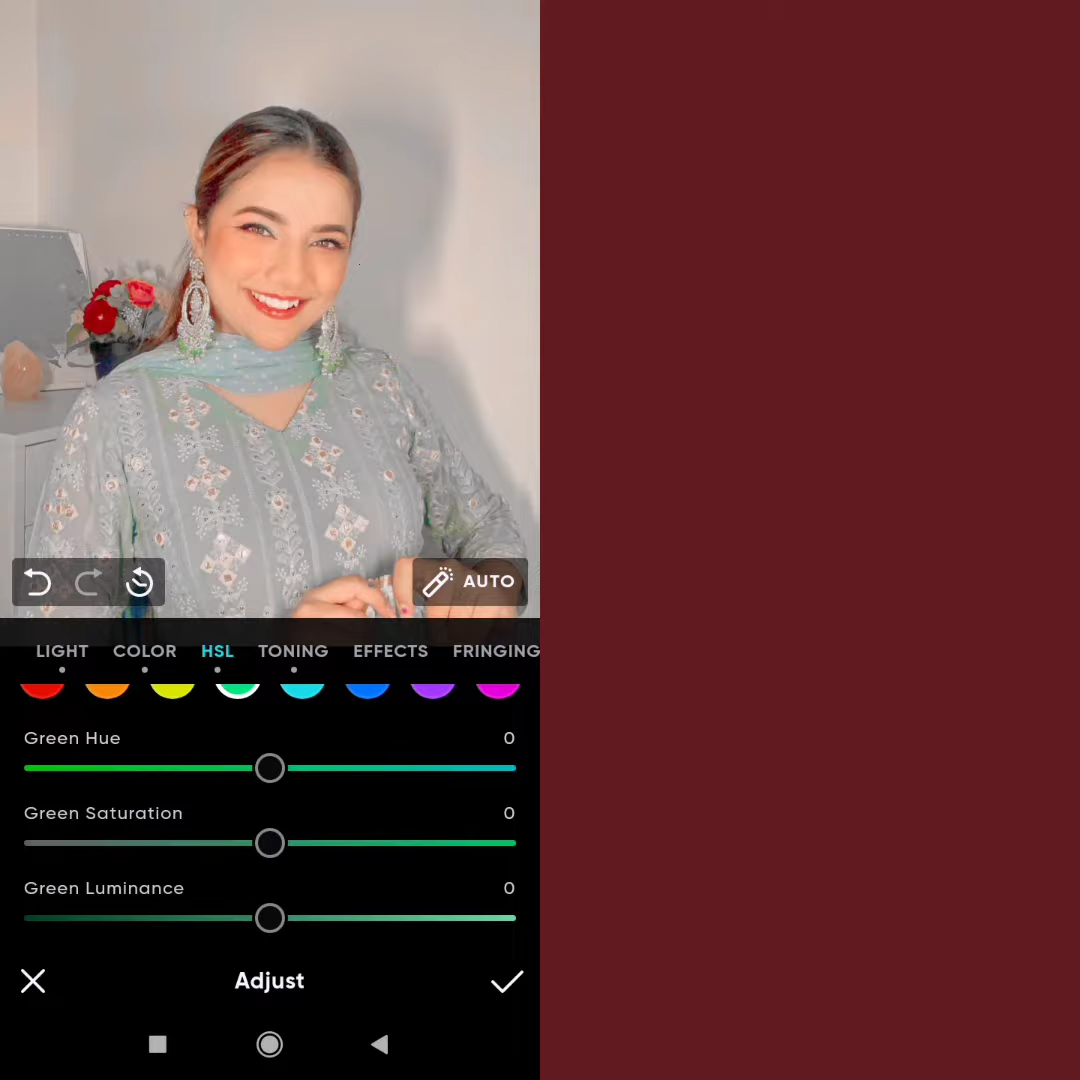 AUTO
LIGHT COLOR HSL TONING EFFECTS FRINGING
Green Hue 0
Green Saturation 0
Green Luminance 0
Adjust